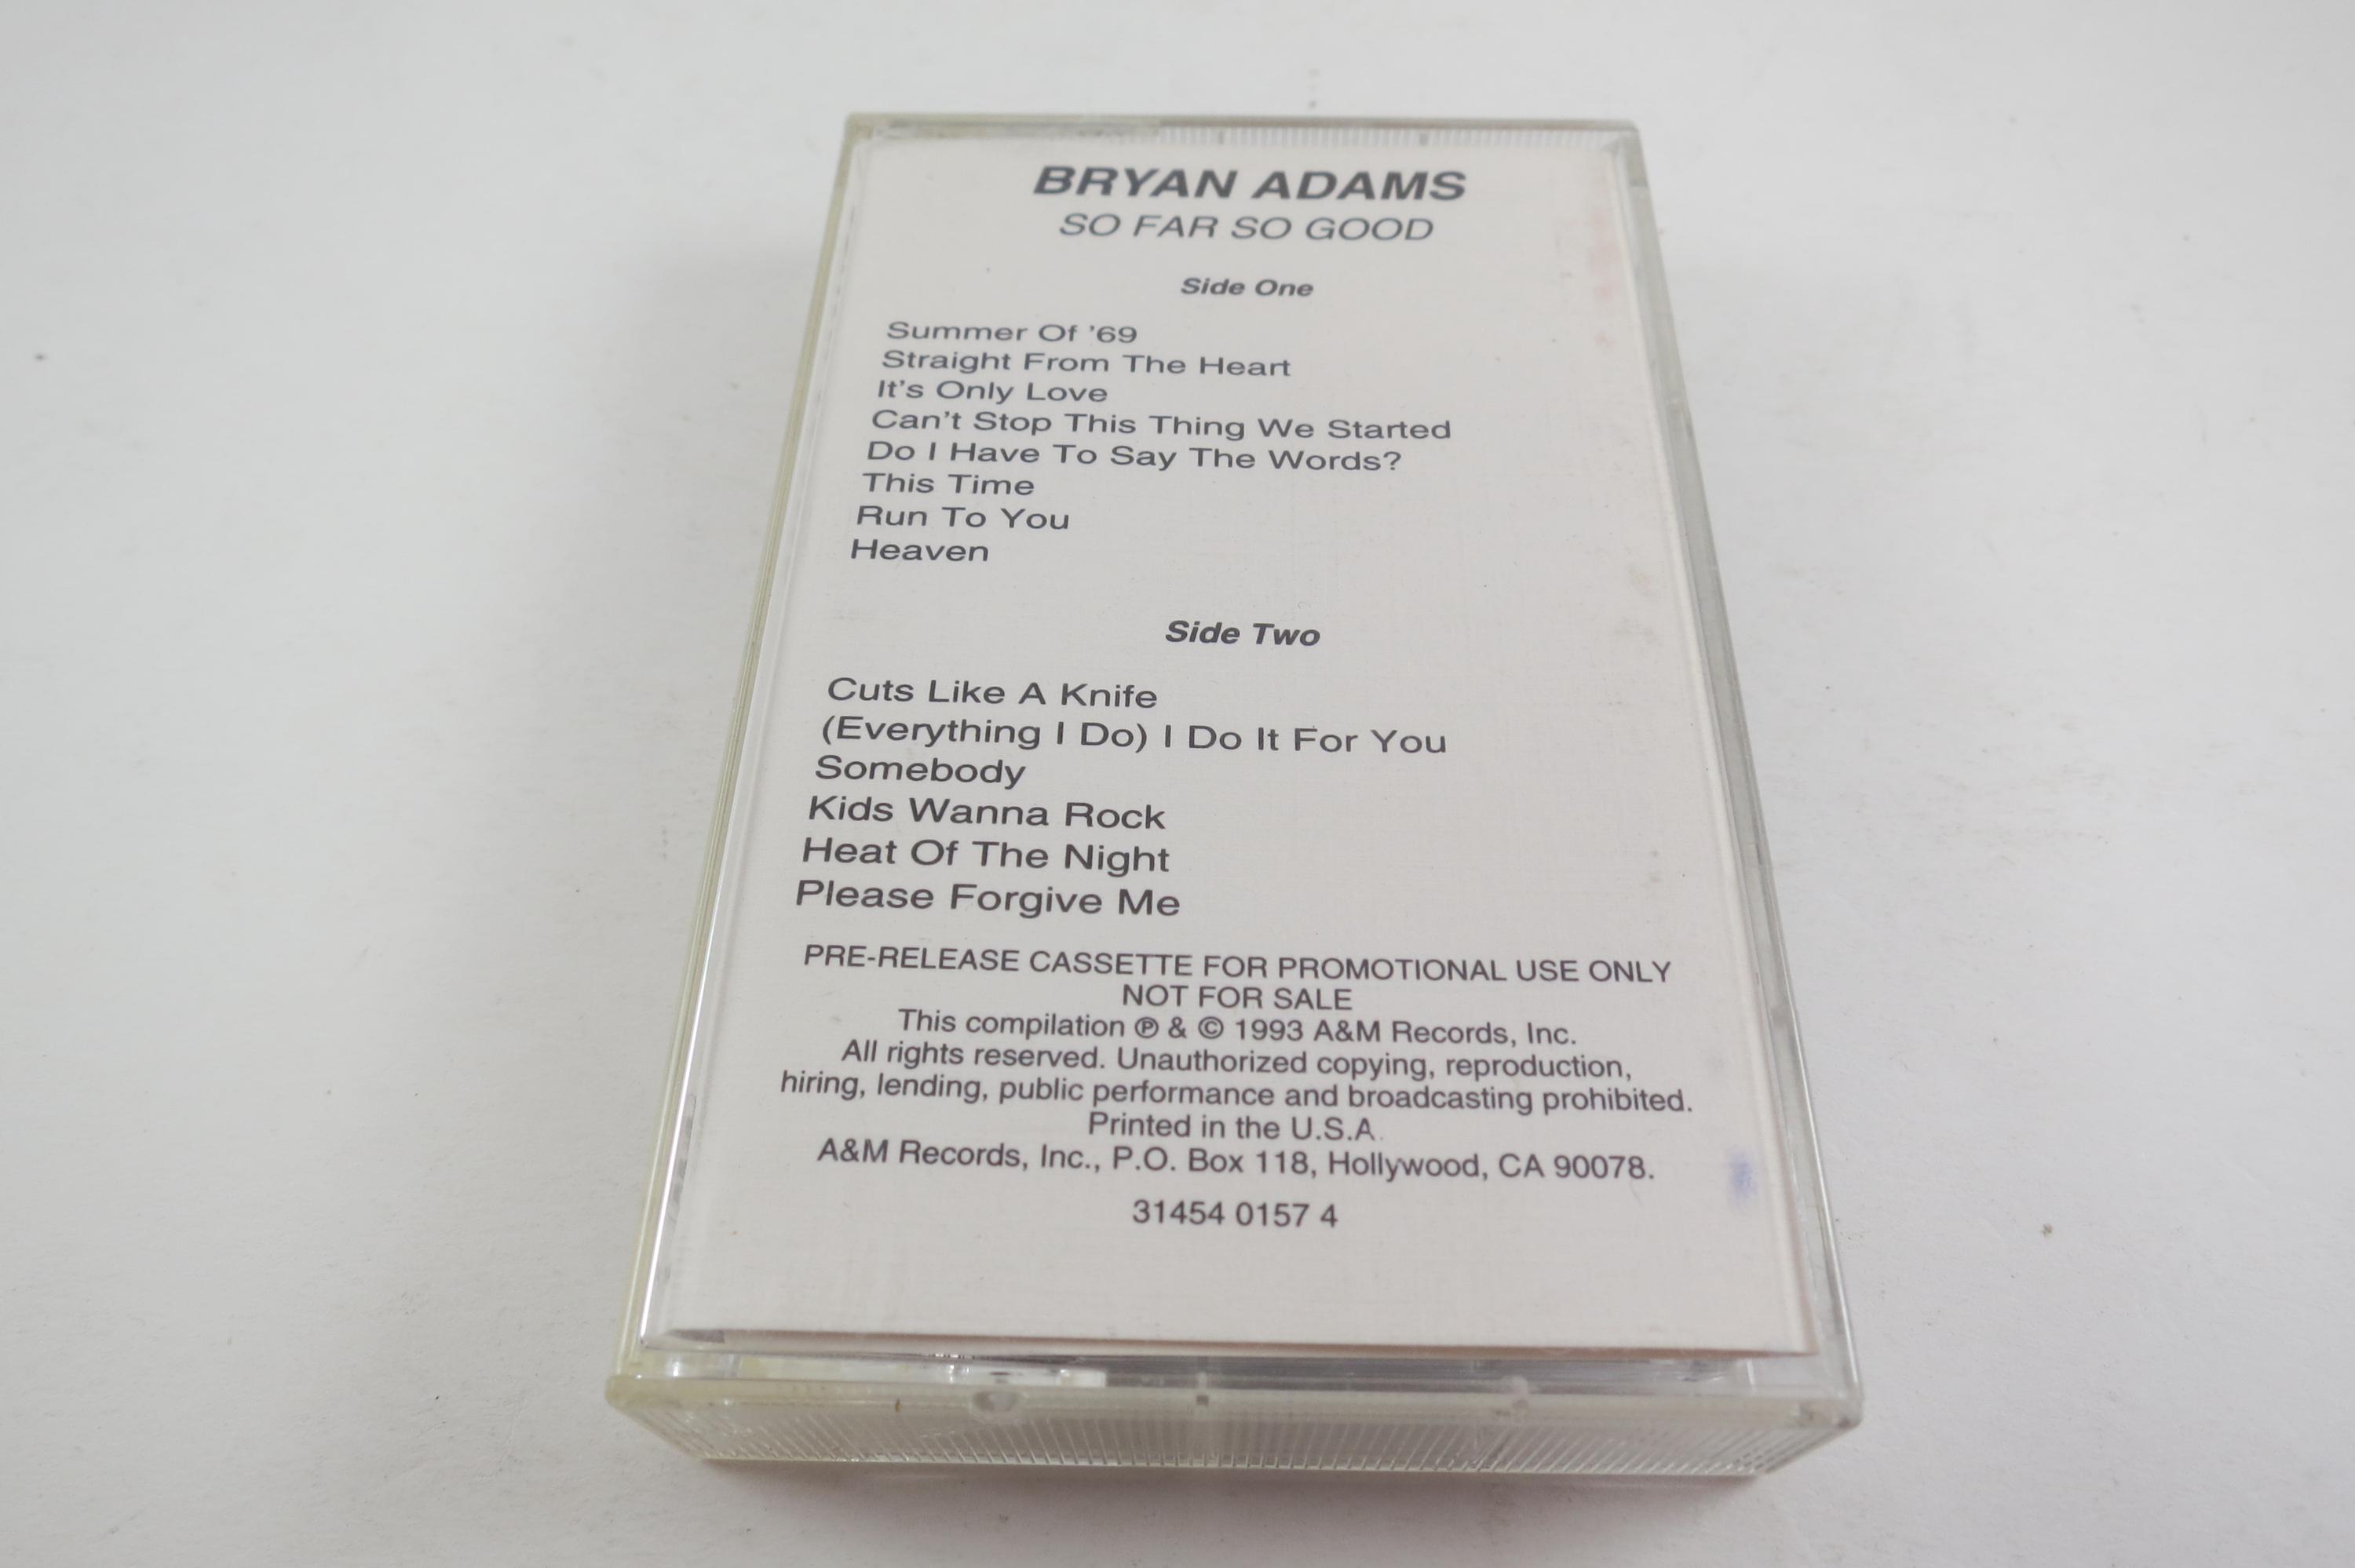 BRYAN ADAMS
SO FAR SO GOOD
Side One
Summer Of '69
Straight From The Heart
It's Only Love
Can't Stop This Thing We Started
Do I Have To Say The Words?
This Time
Run To You
Heaven
Side Two
Cuts Like A Knife
(Everything I Do) I Do It For You
Somebody
Kids Wanna Rock
Heat Of The Night
Please Forgive Me
PRE-RELEASE CASSETTE FOR PROMOTIONAL USE ONLY
NOT FOR SALE
This compilation ℗ & © 1993 A&M Records, Inc.
All rights reserved. Unauthorized copying, reproduction,
hiring, lending, public performance and broadcasting prohibited.
Printed in the U.S.A.
A&M Records, Inc., P.O. Box 118, Hollywood, CA 90078.
31454 0157 4